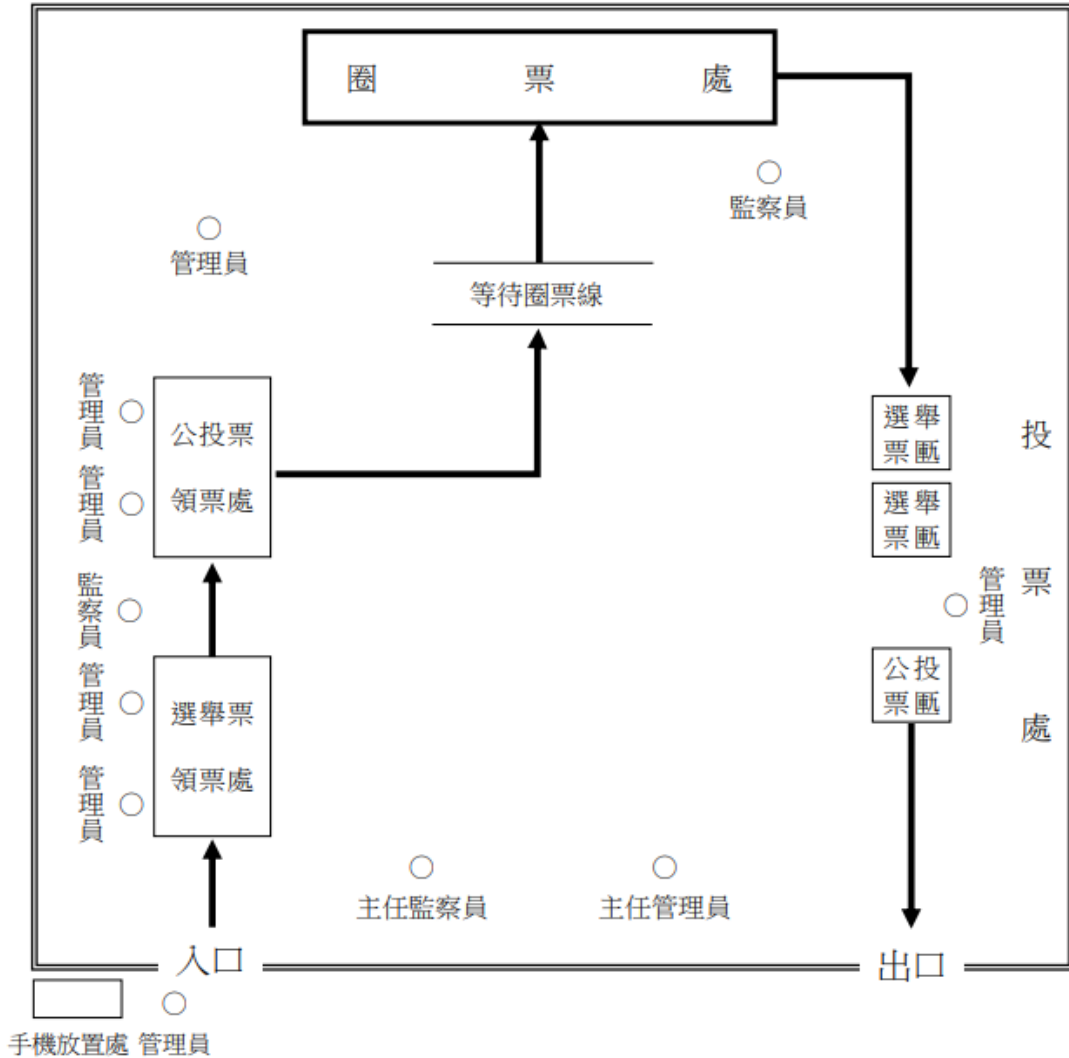 圈票處
監察員
管理員
等待圈票線
管理員
公投票
領票處
管理員
監察員
管理員
選舉票
領票處
管理員
選舉
票匭
選舉
票匭
管理員
公投
票匭
投票處
主任監察員
主任管理員
入口
出口
手機放置處
管理員